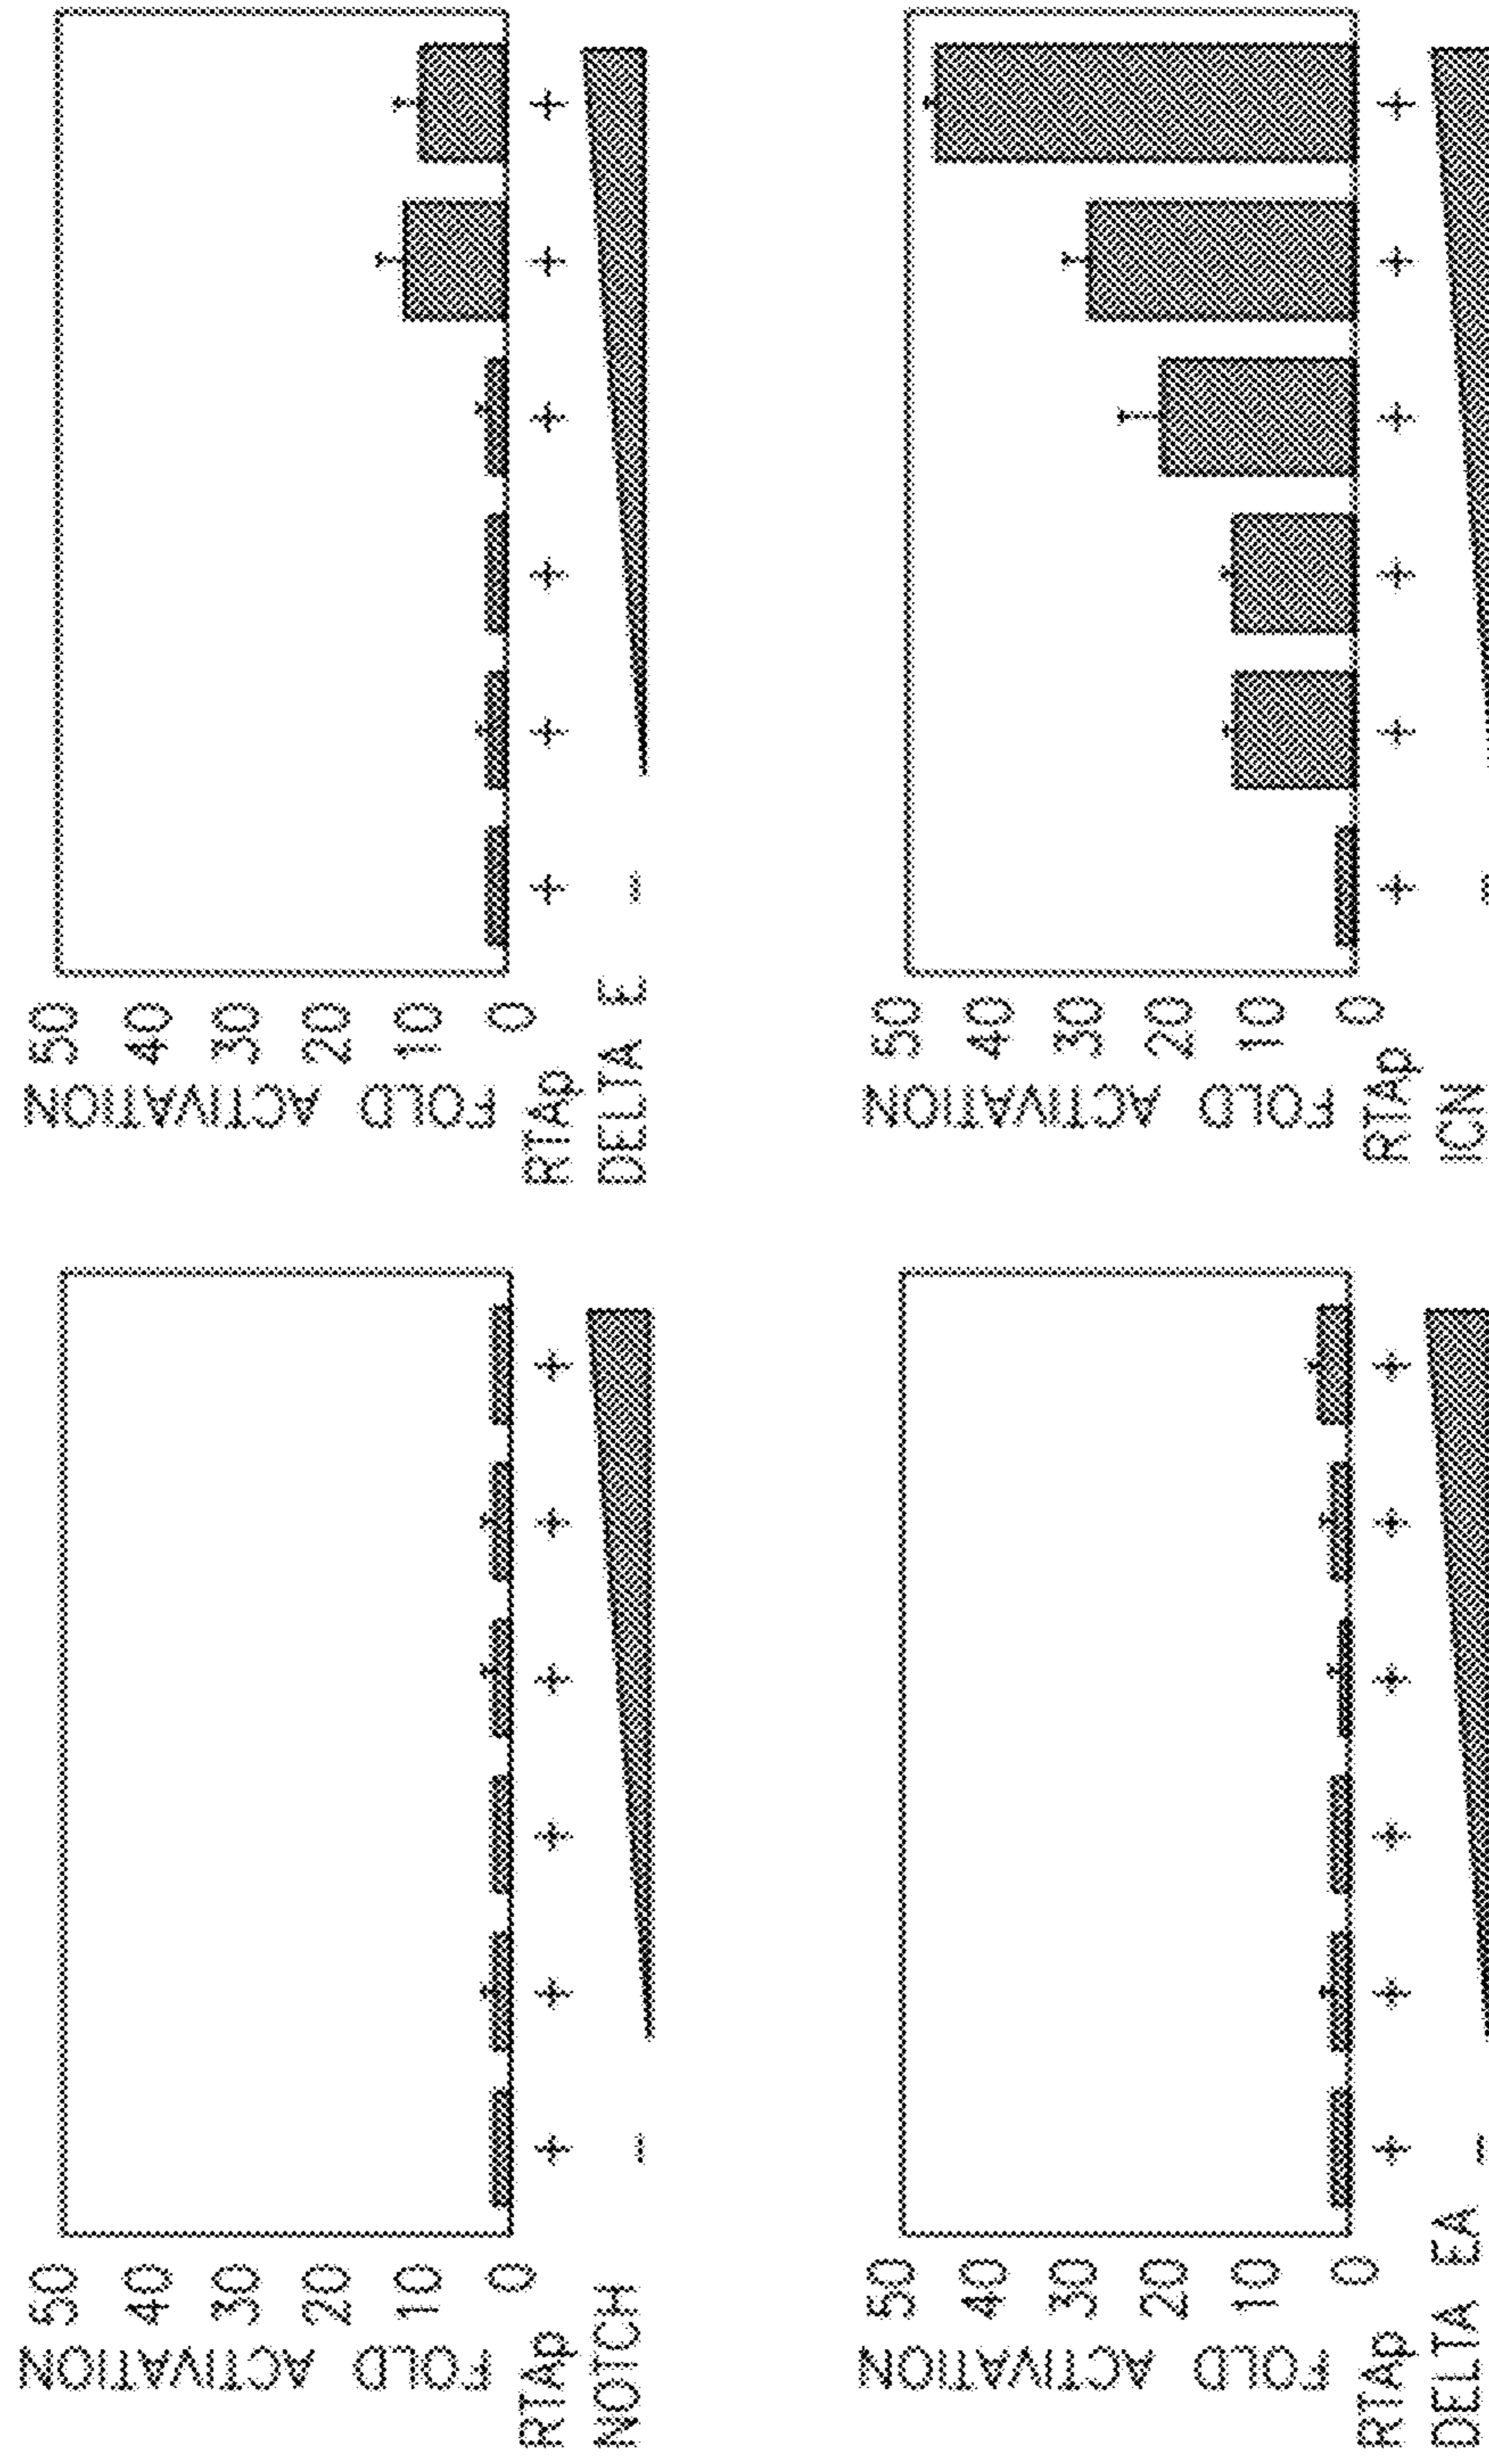 FOLD ACTIVATION
50
40
30
20
10
0
RTAp + + + + + +
NOTCH -
FOLD ACTIVATION
50
40
30
20
10
0
RTAp + + + + + +
DELTA E -
FOLD ACTIVATION
50
40
30
20
10
0
RTAp + + + + + +
DELTA EA -
FOLD ACTIVATION
50
40
30
20
10
0
RTAp + + + + + +
ICN -